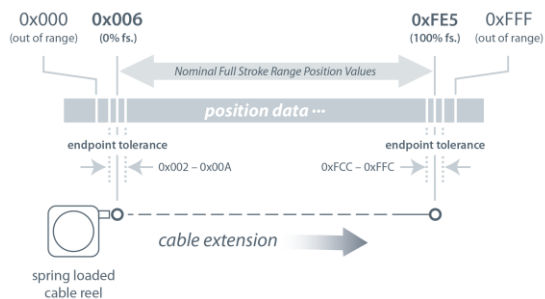 0x000 0x006 0xFE5 0xFFF
(out of range) (0% fs.) (100% fs.) (out of range)
Nominal Full Stroke Range Position Values
position data ···
endpoint tolerance endpoint tolerance
0x002 – 0x00A 0xFCC – 0xFFC
cable extension
spring loaded
cable reel